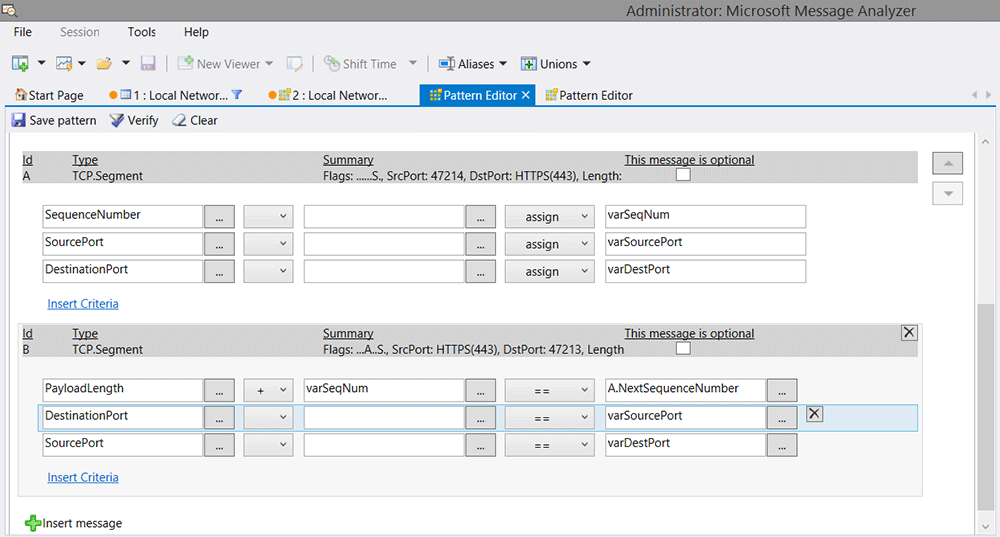 Administrator: Microsoft Message Analyzer
File Session Tools Help
New Viewer Shift Time Aliases Unions
Start Page 1 : Local Networ... 2 : Local Networ... Pattern Editor Pattern Editor
Save pattern Verify Clear
Id Type Summary This message is optional
A TCP.Segment Flags: ......S., SrcPort: 47214, DstPort: HTTPS(443), Length:
SequenceNumber ... ... assign varSeqNum
SourcePort ... ... assign varSourcePort
DestinationPort ... ... assign varDestPort
Insert Criteria
Id Type Summary This message is optional
B TCP.Segment Flags: ...A..S., SrcPort: HTTPS(443), DstPort: 47213, Length
PayloadLength ... + varSeqNum ... == A.NextSequenceNumber ...
DestinationPort ... ... == varSourcePort ...
SourcePort ... ... == varDestPort ...
Insert Criteria
Insert message